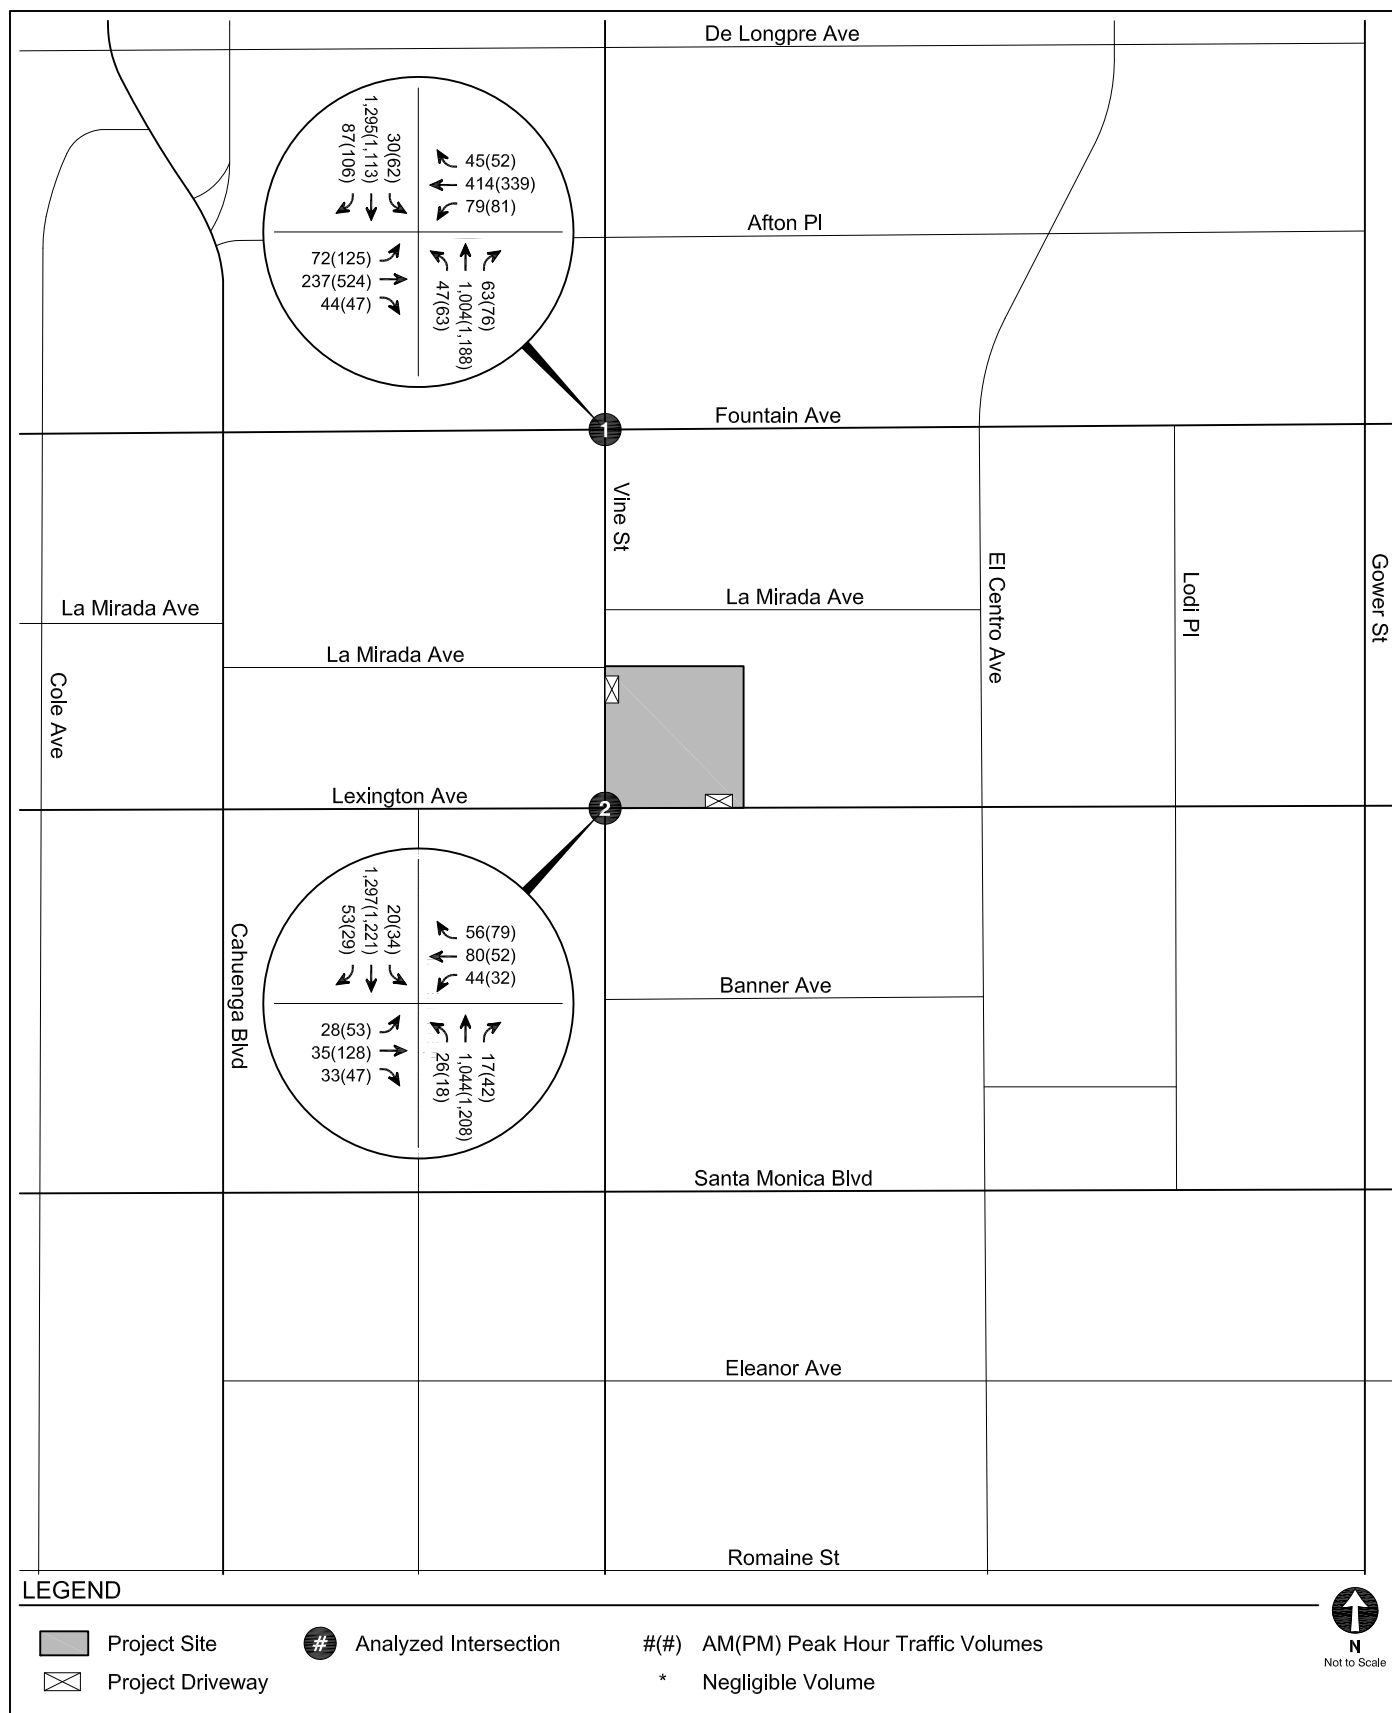 De Longpre Ave
87(106)
1,295(1,113)
30(62)
45(52)
414(339)
79(81)
Afton Pl
72(125)
237(524)
44(47)
47(63)
1,004(1,188)
63(76)
Fountain Ave
1
Vine St
El Centro Ave
Lodi Pl
Gower St
La Mirada Ave
La Mirada Ave
La Mirada Ave
Cole Ave
Lexington Ave
2
53(29)
1,297(1,221)
20(34)
56(79)
80(52)
44(32)
Cahuenga Blvd
Banner Ave
28(53)
35(128)
33(47)
26(18)
1,044(1,208)
17(42)
Santa Monica Blvd
Eleanor Ave
Romaine St
LEGEND
Project Site
# Analyzed Intersection
#(#) AM(PM) Peak Hour Traffic Volumes
Project Driveway
* Negligible Volume
N
Not to Scale